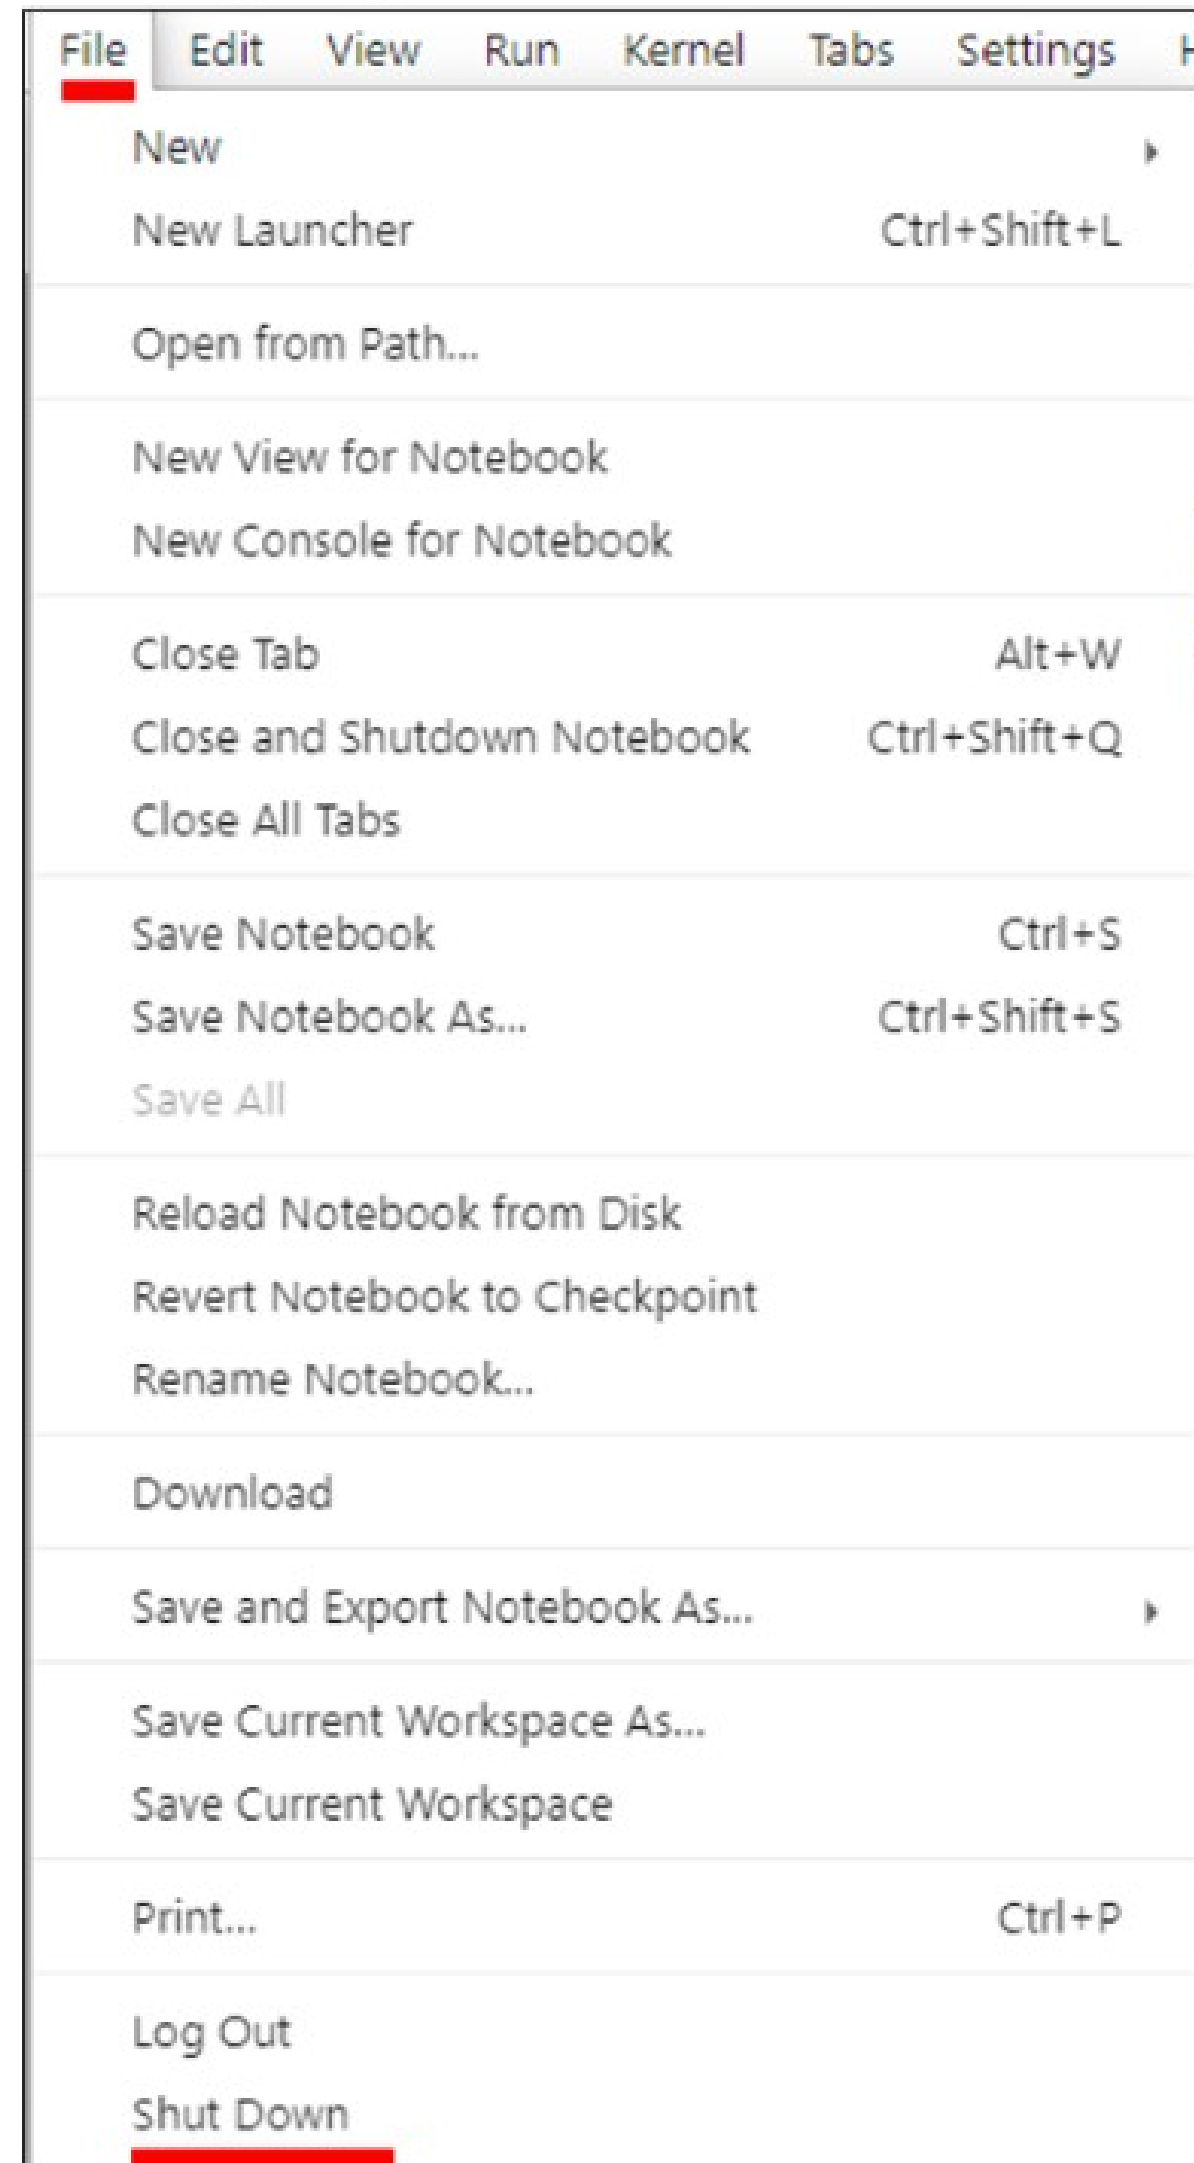 File Edit View Run Kernel Tabs Settings
New
New Launcher Ctrl+Shift+L
Open from Path...
New View for Notebook
New Console for Notebook
Close Tab Alt+W
Close and Shutdown Notebook Ctrl+Shift+Q
Close All Tabs
Save Notebook Ctrl+S
Save Notebook As... Ctrl+Shift+S
Save All
Reload Notebook from Disk
Revert Notebook to Checkpoint
Rename Notebook...
Download
Save and Export Notebook As...
Save Current Workspace As...
Save Current Workspace
Print... Ctrl+P
Log Out
Shut Down